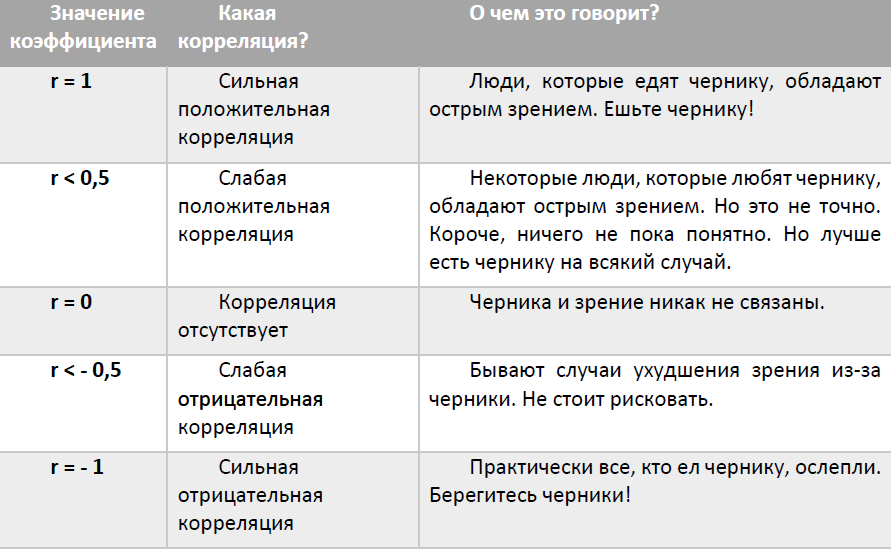 Значение коэффициента
Какая корреляция?
О чем это говорит?
r = 1
Сильная
положительная
корреляция
Люди, которые едят чернику, обладают
острым зрением. Ешьте чернику!
r < 0,5
Слабая
положительная
корреляция
Некоторые люди, которые любят чернику,
обладают острым зрением. Но это не точно.
Короче, ничего не пока понятно. Но лучше
есть чернику на всякий случай.
r = 0
Корреляция
отсутствует
Черника и зрение никак не связаны.
r < - 0,5
Слабая
отрицательная
корреляция
Бывают случаи ухудшения зрения из-за
черники. Не стоит рисковать.
r = - 1
Сильная
отрицательная
корреляция
Практически все, кто ел чернику, ослепли.
Берегитесь черники!